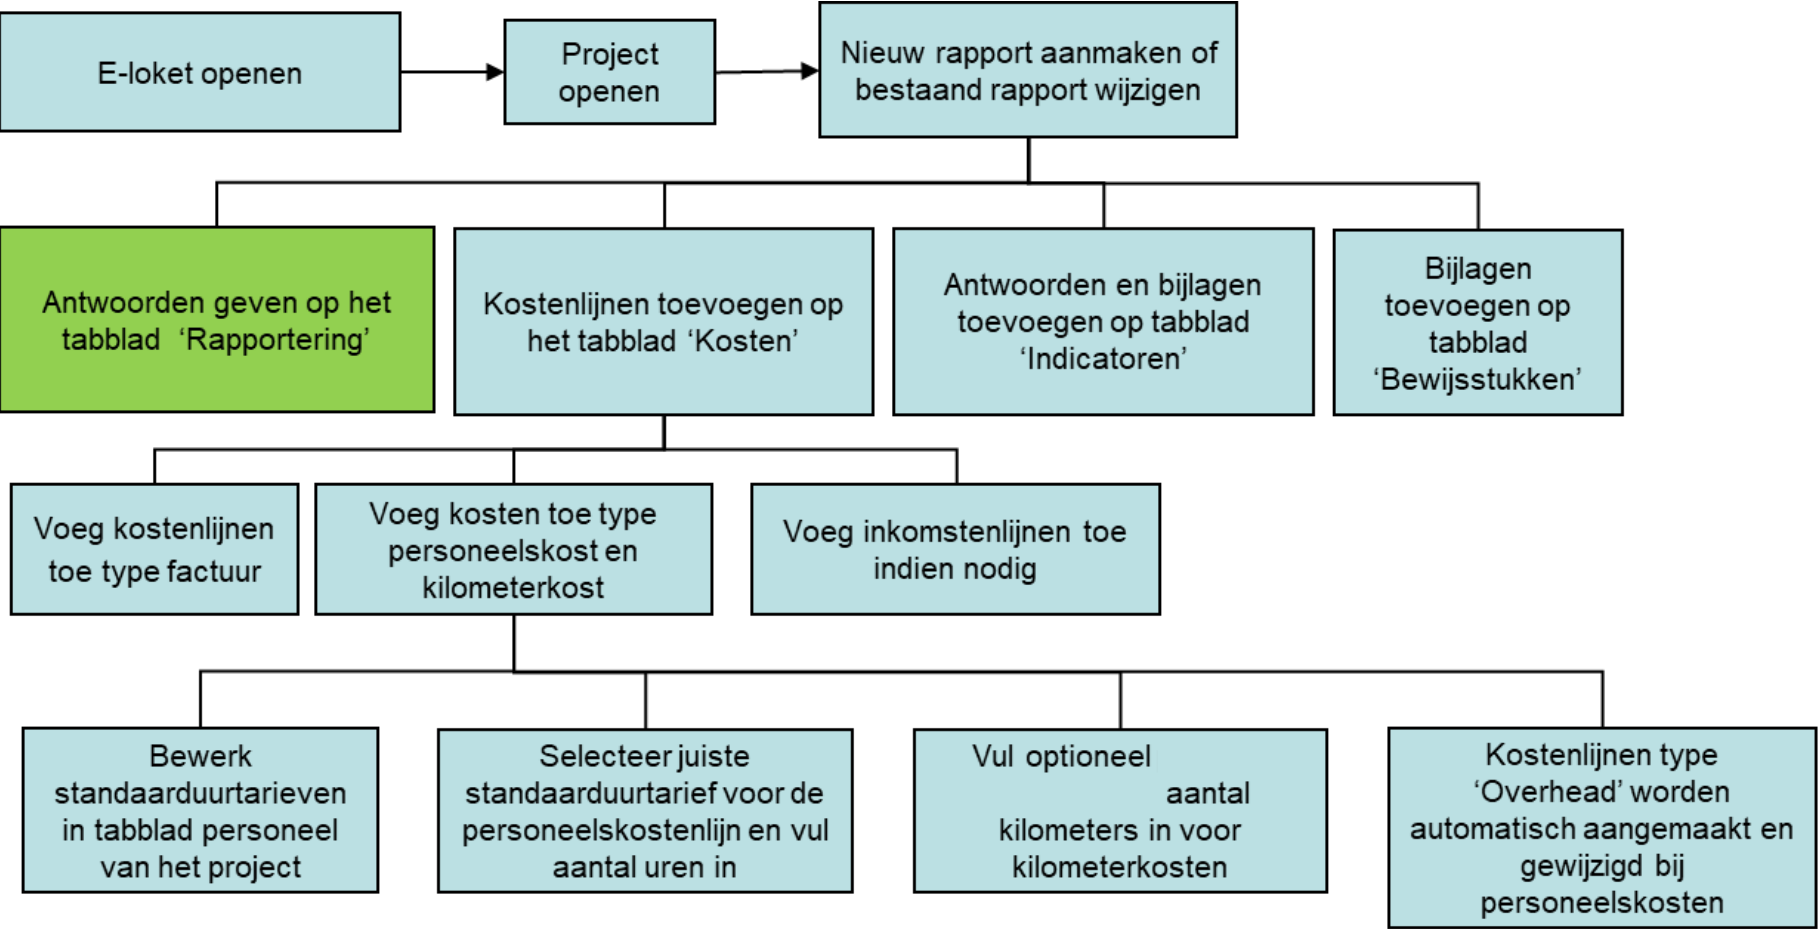 E-loket openen
Project
openen
Nieuw rapport aanmaken of
bestaand rapport wijzigen
Antwoorden geven op het
tabblad ‘Rapportering’
Kostenlijnen toevoegen op
het tabblad ‘Kosten’
Antwoorden en bijlagen
toevoegen op tabblad
‘Indicatoren’
Bijlagen
toevoegen op
tabblad
‘Bewijsstukken’
Voeg kostenlijnen
toe type factuur
Voeg kosten toe type
personeelskost en
kilometerkost
Voeg inkomstenlijnen toe
indien nodig
Bewerk
standaarduurtarieven
in tabblad personeel
van het project
Selecteer juiste
standaarduurtarief voor de
personeelskostenlijn en vul
aantal uren in
Vul optioneel
aantal
kilometers in voor
kilometerkosten
Kostenlijnen type
‘Overhead’ worden
automatisch aangemaakt en
gewijzigd bij
personeelskosten